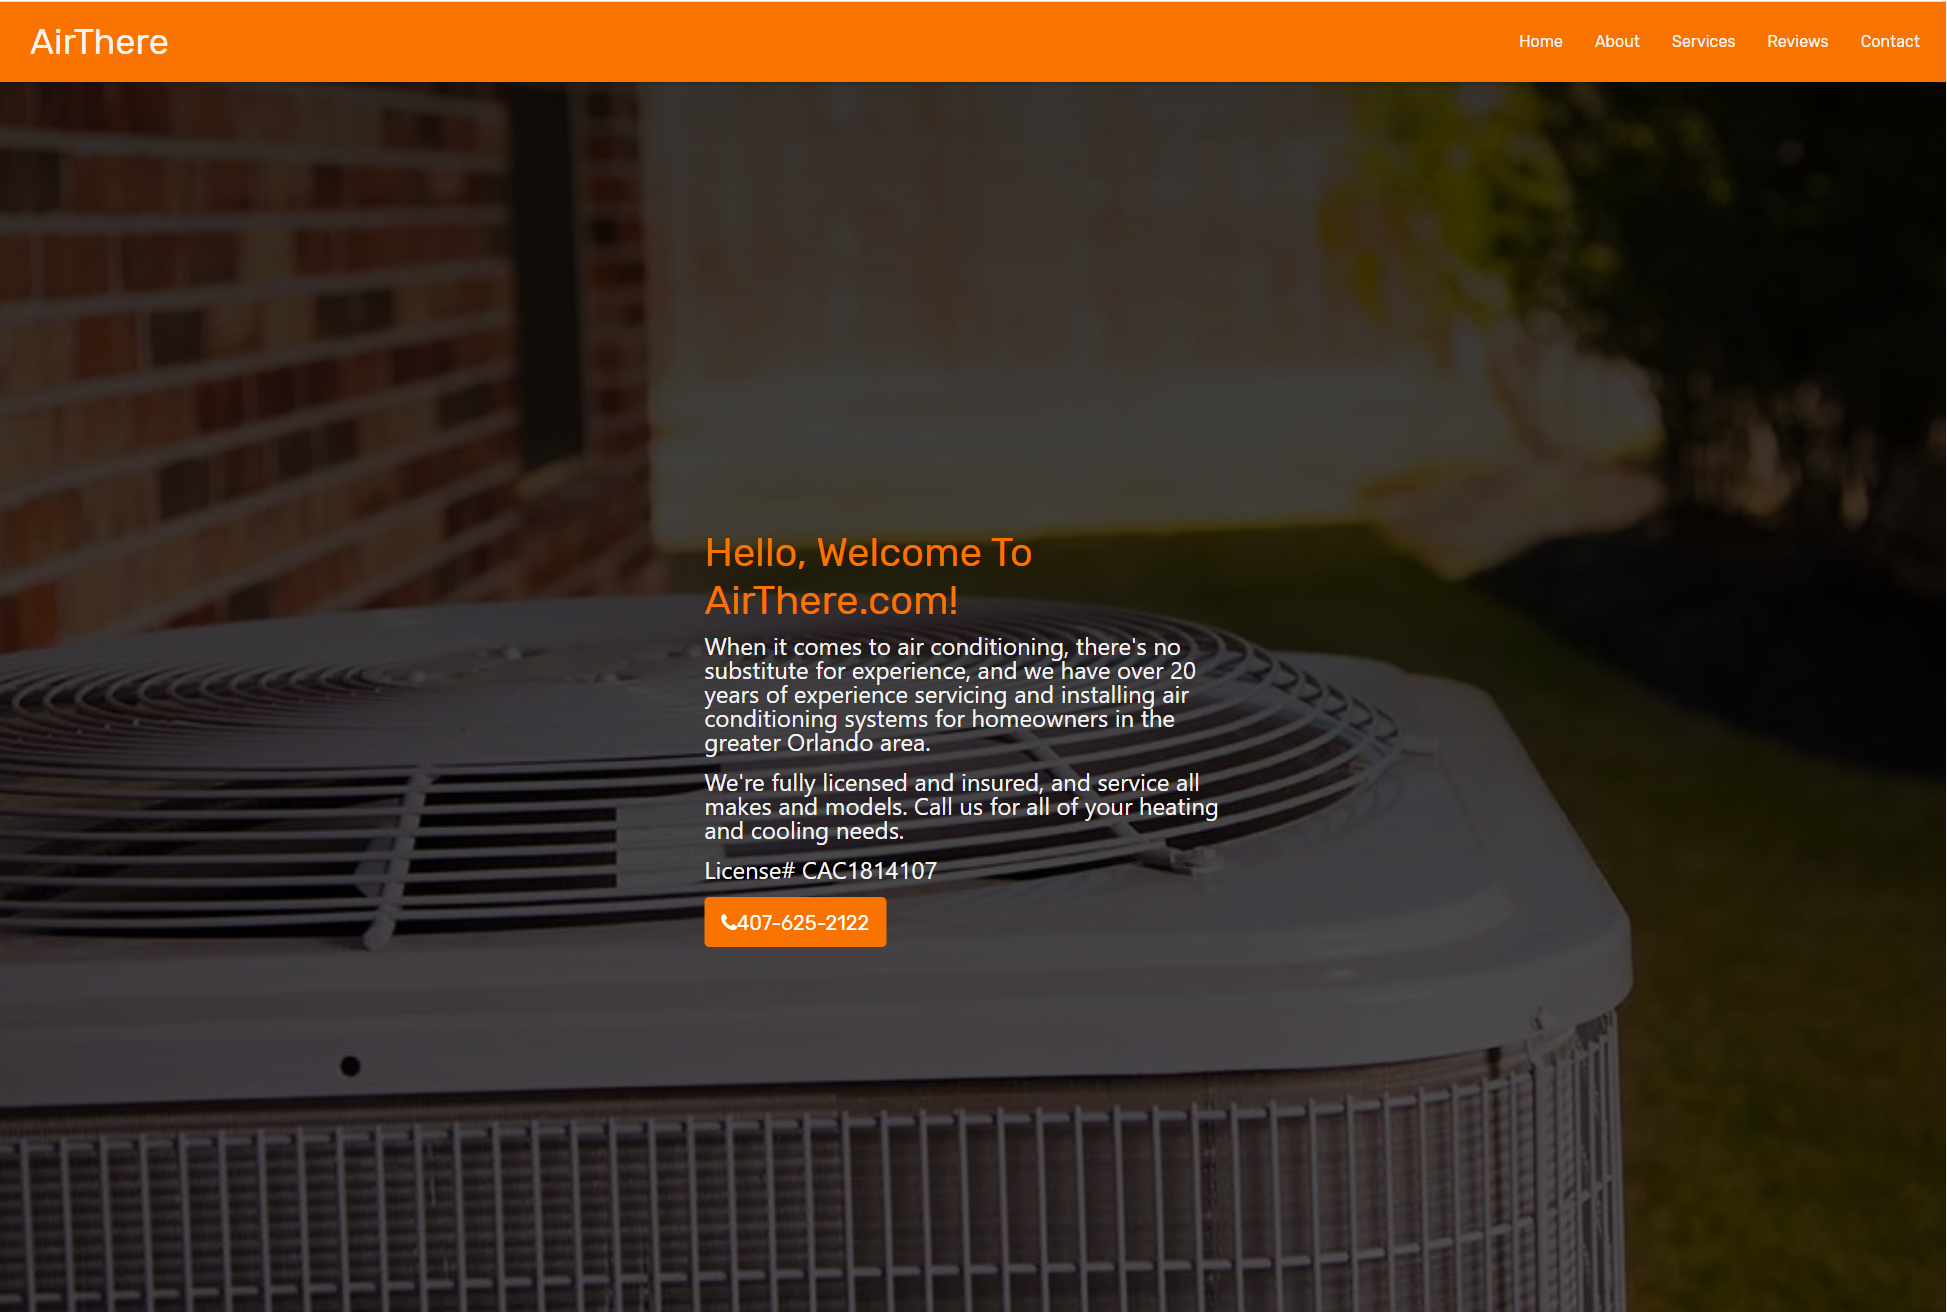 AirThere
Home About Services Reviews Contact
Hello, Welcome To
AirThere.com!
When it comes to air conditioning, there's no
substitute for experience, and we have over 20
years of experience servicing and installing air
conditioning systems for homeowners in the
greater Orlando area.
We're fully licensed and insured, and service all
makes and models. Call us for all of your heating
and cooling needs.
License# CAC1814107
407-625-2122